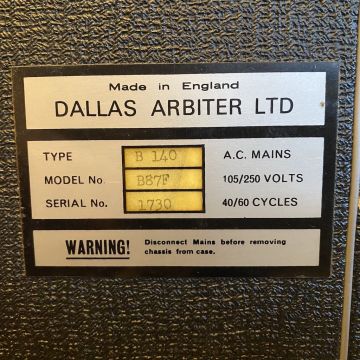 Made in England
DALLAS ARBITER LTD
TYPE B 140 A.C. MAINS
MODEL No. B87F 105/250 VOLTS
SERIAL No. 1730 40/60 CYCLES
WARNING! Disconnect Mains before removing
chassis from case.